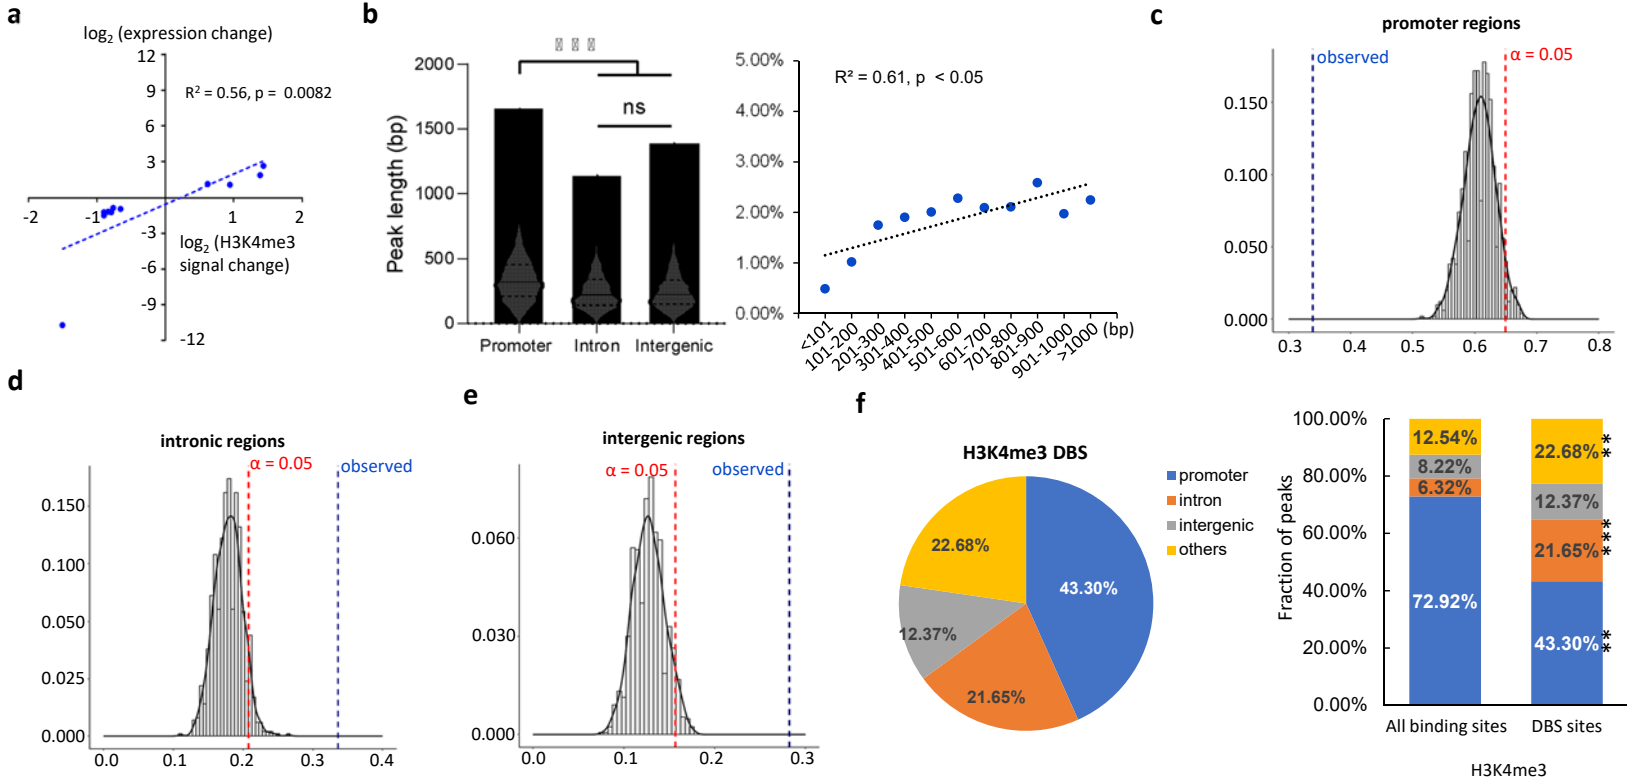 a
log₂ (expression change)
12
9
6
3
-3
-6
-9
-12
-2
-1
1
2
R² = 0.56, p = 0.0082
log₂ (H3K4me3
signal change)
b
ns
Peak length (bp)
2000
1500
1000
500
0
Promoter
Intron
Intergenic
R² = 0.61, p < 0.05
5.00%
4.00%
3.00%
2.00%
1.00%
0.00%
<101
101-200
201-300
301-400
401-500
501-600
601-700
701-800
801-900
901-1000
>1000
(bp)
c
promoter regions
observed
α = 0.05
0.150
0.100
0.050
0.000
0.3
0.4
0.5
0.6
0.7
0.8
d
intronic regions
α = 0.05
observed
0.150
0.100
0.050
0.025
0.000
0.0
0.1
0.2
0.3
0.4
e
intergenic regions
α = 0.05
observed
0.060
0.030
0.000
0.0
0.1
0.2
0.3
f
H3K4me3 DBS
43.30%
21.65%
12.37%
22.68%
promoter
intron
intergenic
others
Fraction of peaks
100.00%
80.00%
60.00%
40.00%
20.00%
0.00%
12.54%
8.22%
6.32%
72.92%
22.68%
**
12.37%
21.65%
***
43.30%
**
All binding sites
DBS sites
H3K4me3